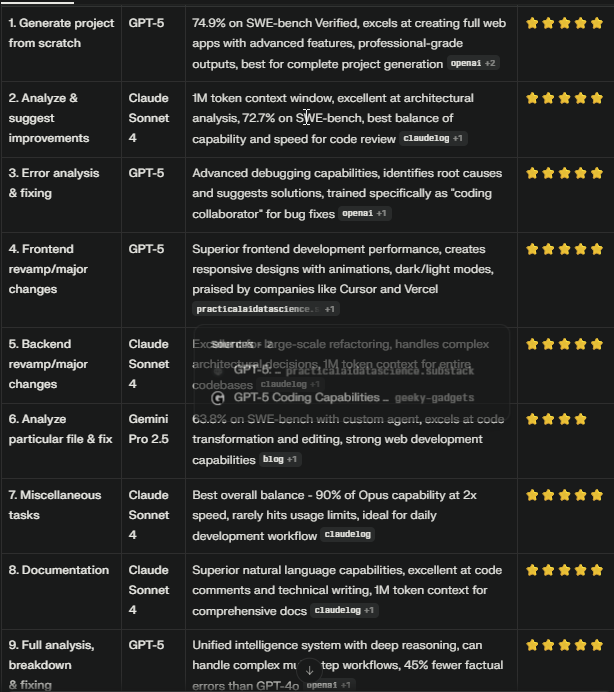 1. Generate project from scratch
GPT-5
74.9% on SWE-bench Verified, excels at creating full web
apps with advanced features, professional-grade
outputs, best for complete project generation openai +2
2. Analyze & suggest improvements
Claude Sonnet 4
1M token context window, excellent at architectural
analysis, 72.7% on SWE-bench, best balance of
capability and speed for code review claudelog +1
3. Error analysis & fixing
GPT-5
Advanced debugging capabilities, identifies root causes
and suggests solutions, trained specifically as "coding
collaborator" for bug fixes openai +1
4. Frontend revamp/major changes
GPT-5
Superior frontend development performance, creates
responsive designs with animations, dark/light modes,
praised by companies like Cursor and Vercel
practicalaidatascience. +1
5. Backend revamp/major changes
Claude Sonnet 4
large-scale refactoring, handles complex
architectural decisions, 1M token context for entire
codebases claudelog +1
Sources · 2
GPT-5. … practicalaidatascience.substack
GPT-5 Coding Capabilities … geeky-gadgets
6. Analyze particular file & fix
Gemini Pro 2.5
63.8% on SWE-bench with custom agent, excels at code
transformation and editing, strong web development
capabilities blog +1
7. Miscellaneous tasks
Claude Sonnet 4
Best overall balance - 90% of Opus capability at 2x
speed, rarely hits usage limits, ideal for daily
development workflow claudelog
8. Documentation
Claude Sonnet 4
Superior natural language capabilities, excellent at code
comments and technical writing, 1M token context for
comprehensive docs claudelog +1
9. Full analysis, breakdown & fixing
GPT-5
Unified intelligence system with deep reasoning, can
handle complex workflows, 45% fewer factual
errors than GPT-4o openai +1